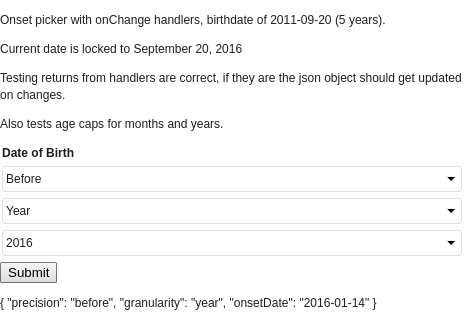 Onset picker with onChange handlers, birthdate of 2011-09-20 (5 years).
Current date is locked to September 20, 2016
Testing returns from handlers are correct, if they are the json object should get updated
on changes.
Also tests age caps for months and years.
Date of Birth
Before
Year
2016
Submit
{ "precision": "before", "granularity": "year", "onsetDate": "2016-01-14" }